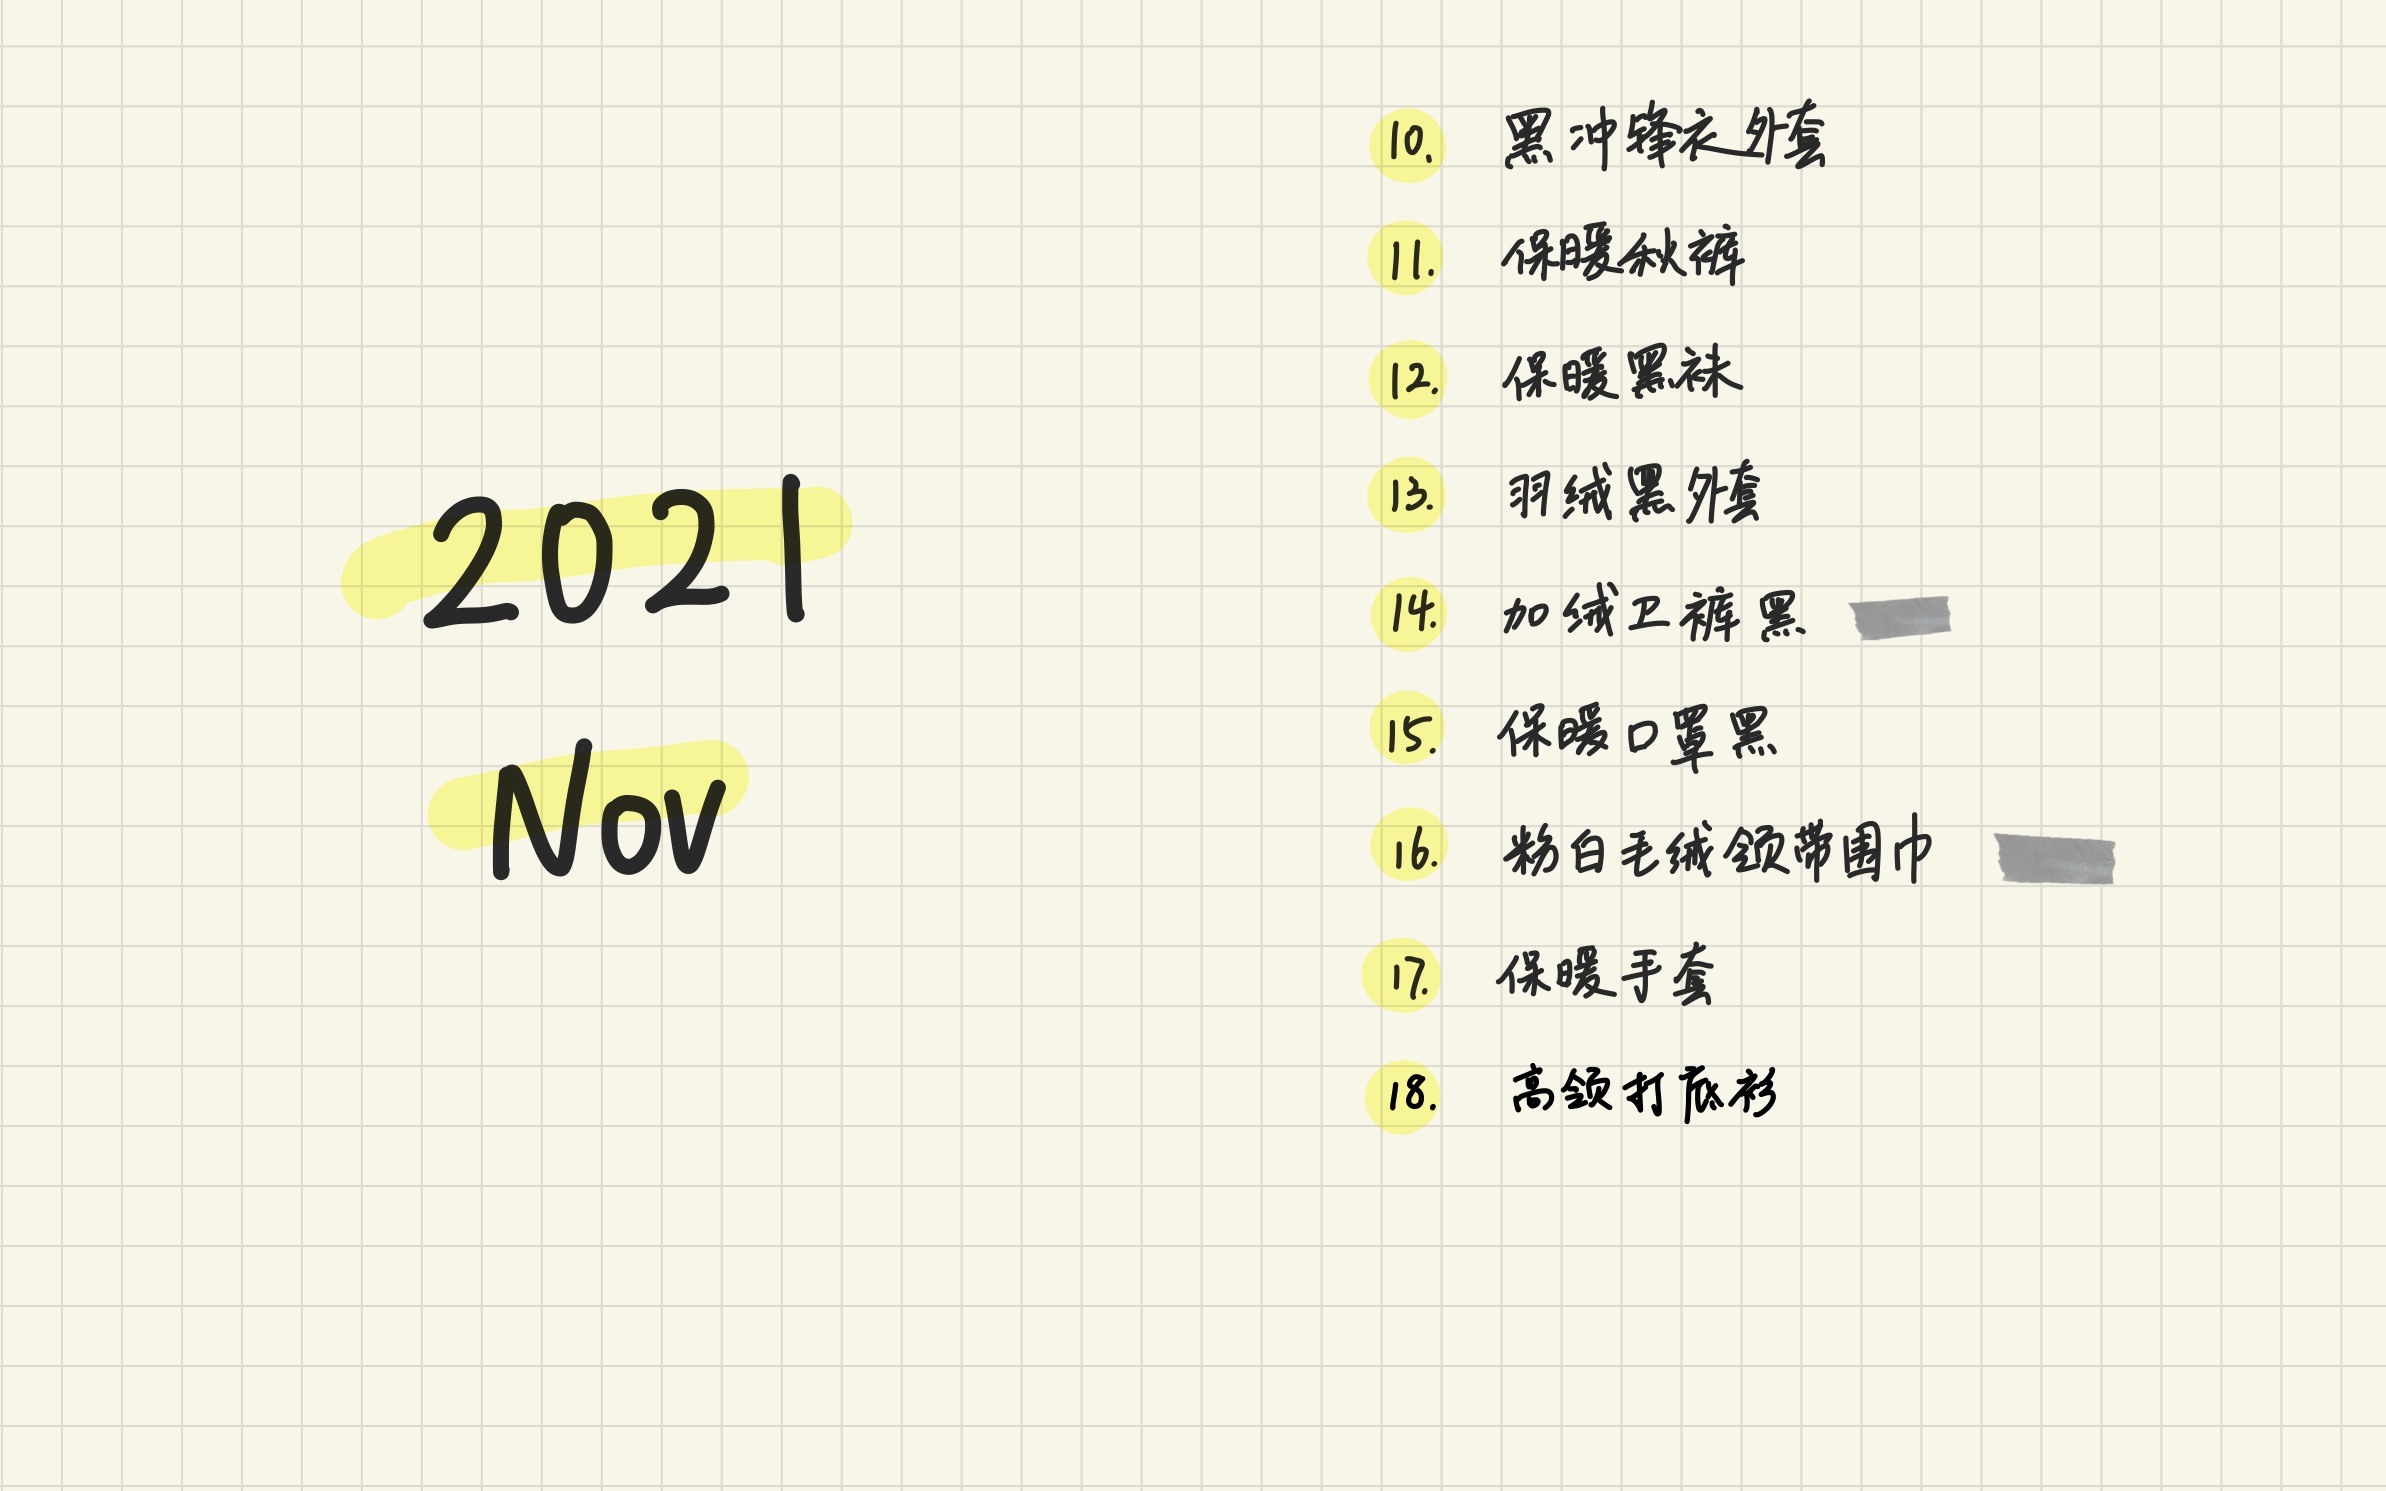 2021
Nov
10. 黑冲锋衣外套
11. 保暖秋裤
12. 保暖黑袜
13. 羽绒黑外套
14. 加绒卫裤黑
15. 保暖口罩黑
16. 粉白毛绒领带围巾
17. 保暖手套
18. 高领打底衫